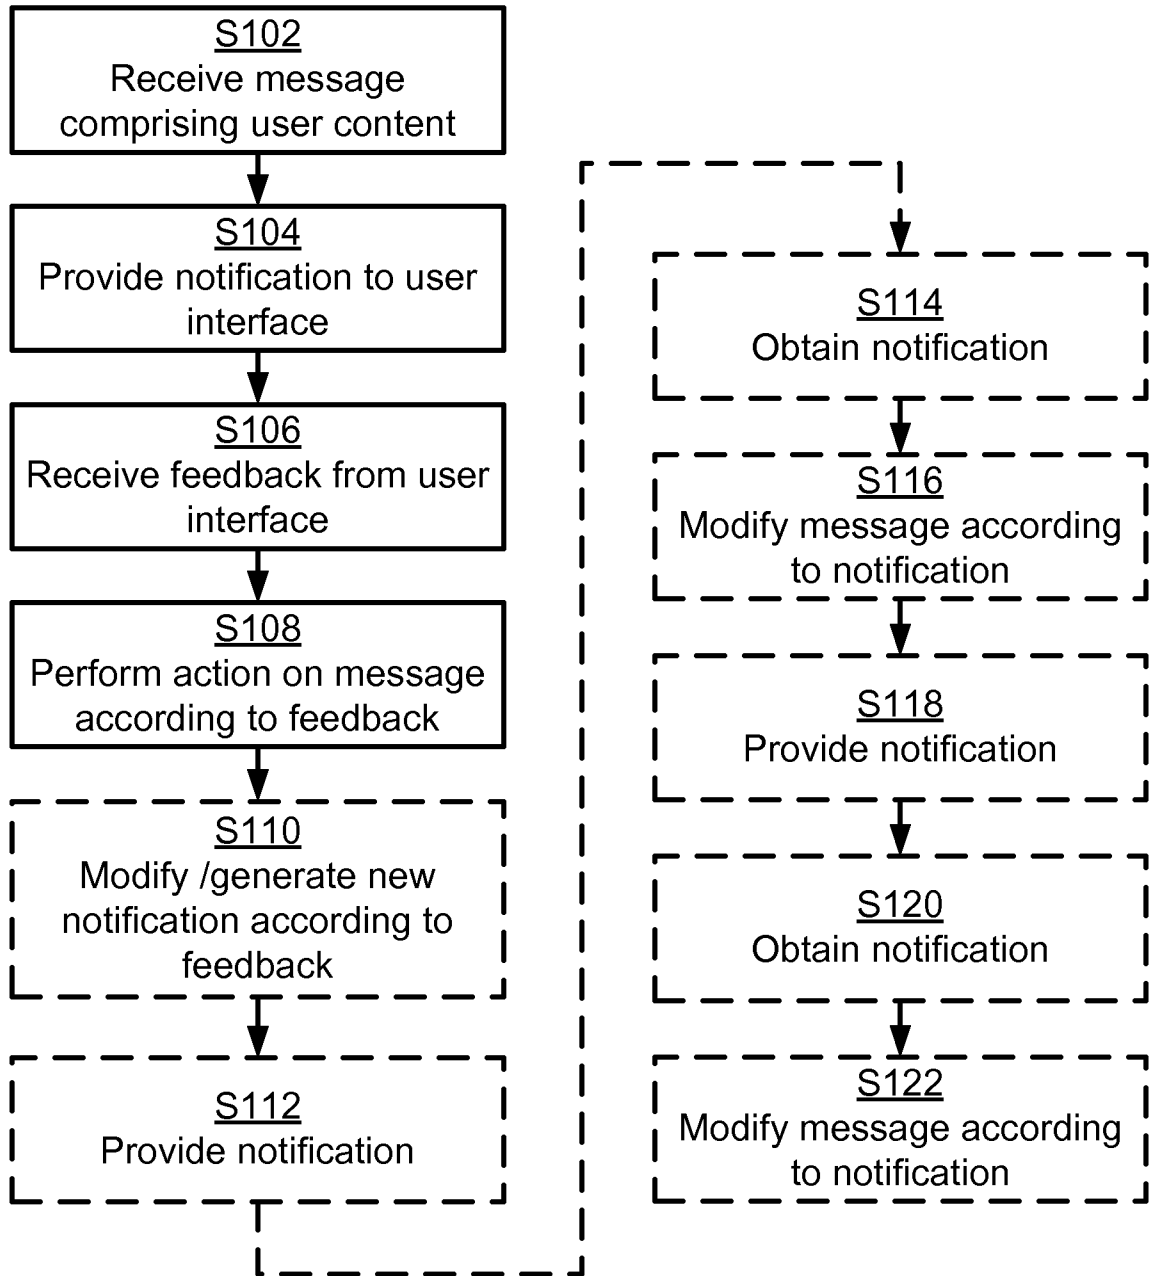 S102
Receive message
comprising user content
S104
Provide notification to user
interface
S106
Receive feedback from user
interface
S108
Perform action on message
according to feedback
S110
Modify /generate new
notification according to
feedback
S112
Provide notification
S114
Obtain notification
S116
Modify message according
to notification
S118
Provide notification
S120
Obtain notification
S122
Modify message according
to notification